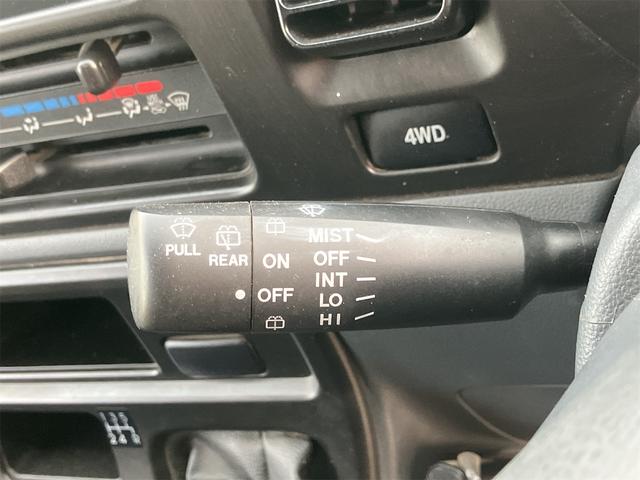 4WD
PULL
REAR
ON
OFF
MIST
OFF
INT
LO
HI